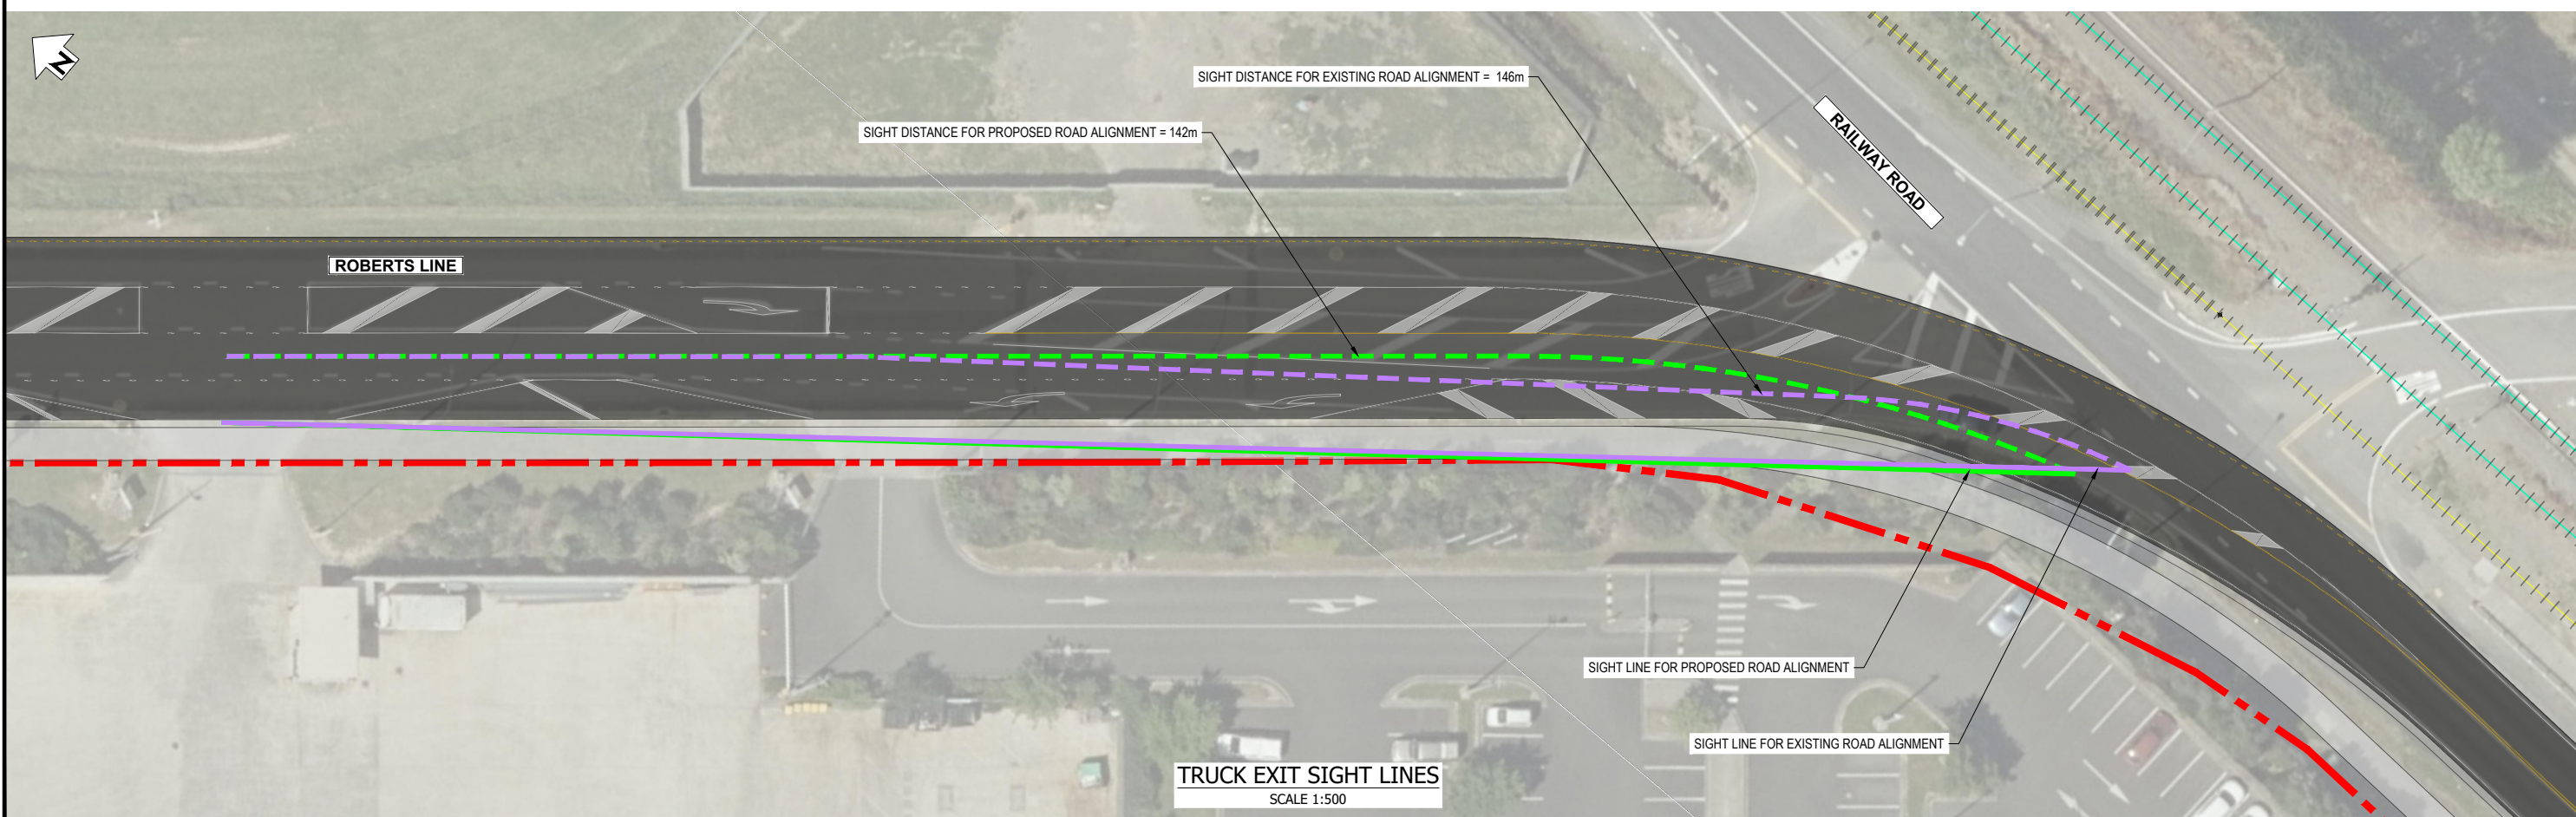 N
SIGHT DISTANCE FOR EXISTING ROAD ALIGNMENT = 146m
SIGHT DISTANCE FOR PROPOSED ROAD ALIGNMENT = 142m
RAILWAY ROAD
ROBERTS LINE
SIGHT LINE FOR PROPOSED ROAD ALIGNMENT
SIGHT LINE FOR EXISTING ROAD ALIGNMENT
TRUCK EXIT SIGHT LINES
SCALE 1:500